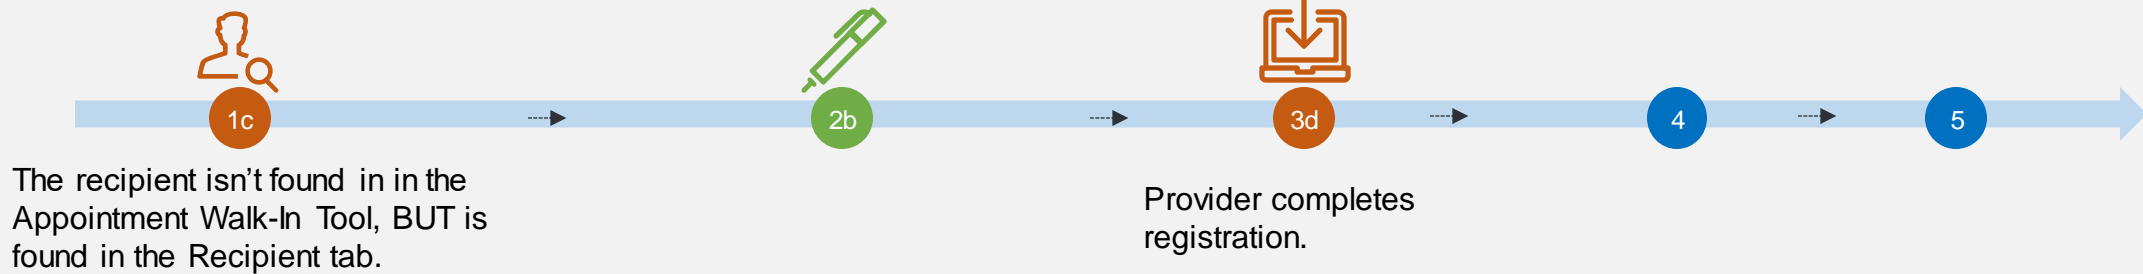 1c
2b
3d
4
5
The recipient isn't found in in the
Appointment Walk-In Tool, BUT is
found in the Recipient tab.
Provider completes
registration.